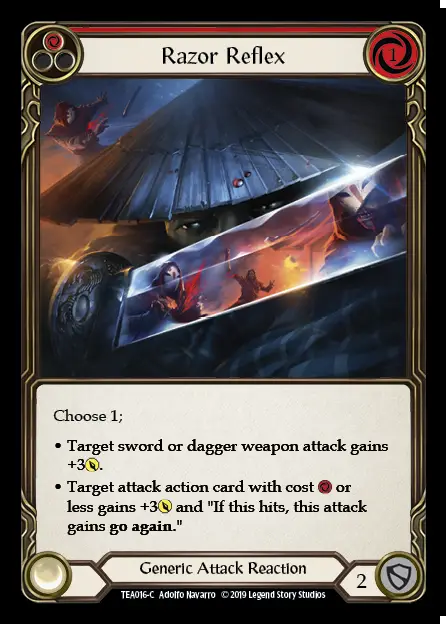 Razor Reflex
1
Choose 1;
• Target sword or dagger weapon attack gains
+3.
• Target attack action card with cost or
less gains +3 and "If this hits, this attack
gains go again."
Generic Attack Reaction
2
TEA016-C Adolfo Navarro © 2019 Legend Story Studios